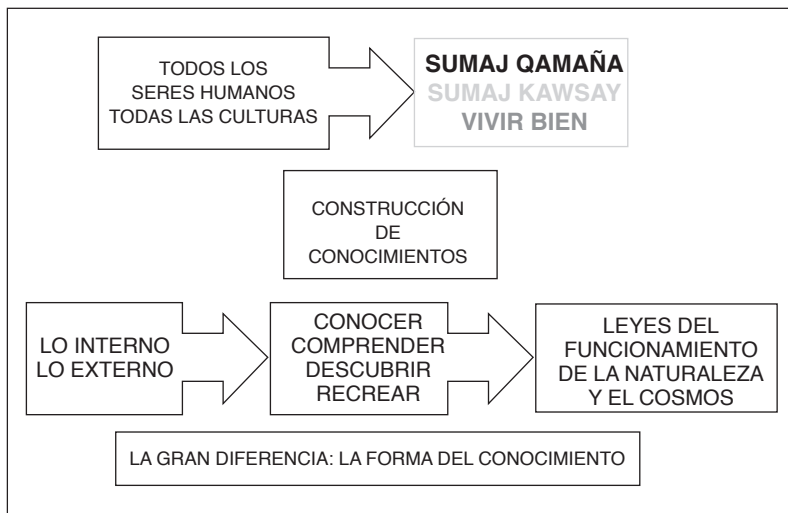 TODOS LOS
SERES HUMANOS
TODAS LAS CULTURAS
SUMAJ QAMAÑA
SUMAJ KAWSAY
VIVIR BIEN
CONSTRUCCIÓN
DE
CONOCIMIENTOS
LO INTERNO
LO EXTERNO
CONOCER
COMPRENDER
DESCUBRIR
RECREAR
LEYES DEL
FUNCIONAMIENTO
DE LA NATURALEZA
Y EL COSMOS
LA GRAN DIFERENCIA: LA FORMA DEL CONOCIMIENTO